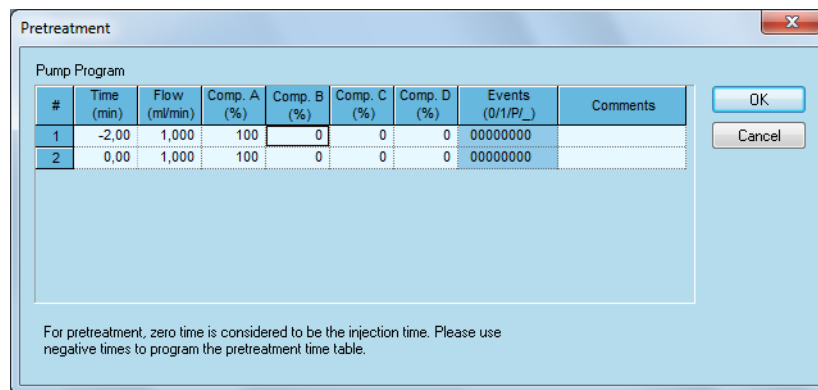 Pretreatment
Pump Program
# Time (min) Flow (ml/min) Comp. A (%) Comp. B (%) Comp. C (%) Comp. D (%) Events (0/1/P/_) Comments
1 -2,00 1,000 100 0 0 0 00000000
2 0,00 1,000 100 0 0 0 00000000
OK
Cancel
For pretreatment, zero time is considered to be the injection time. Please use
negative times to program the pretreatment time table.